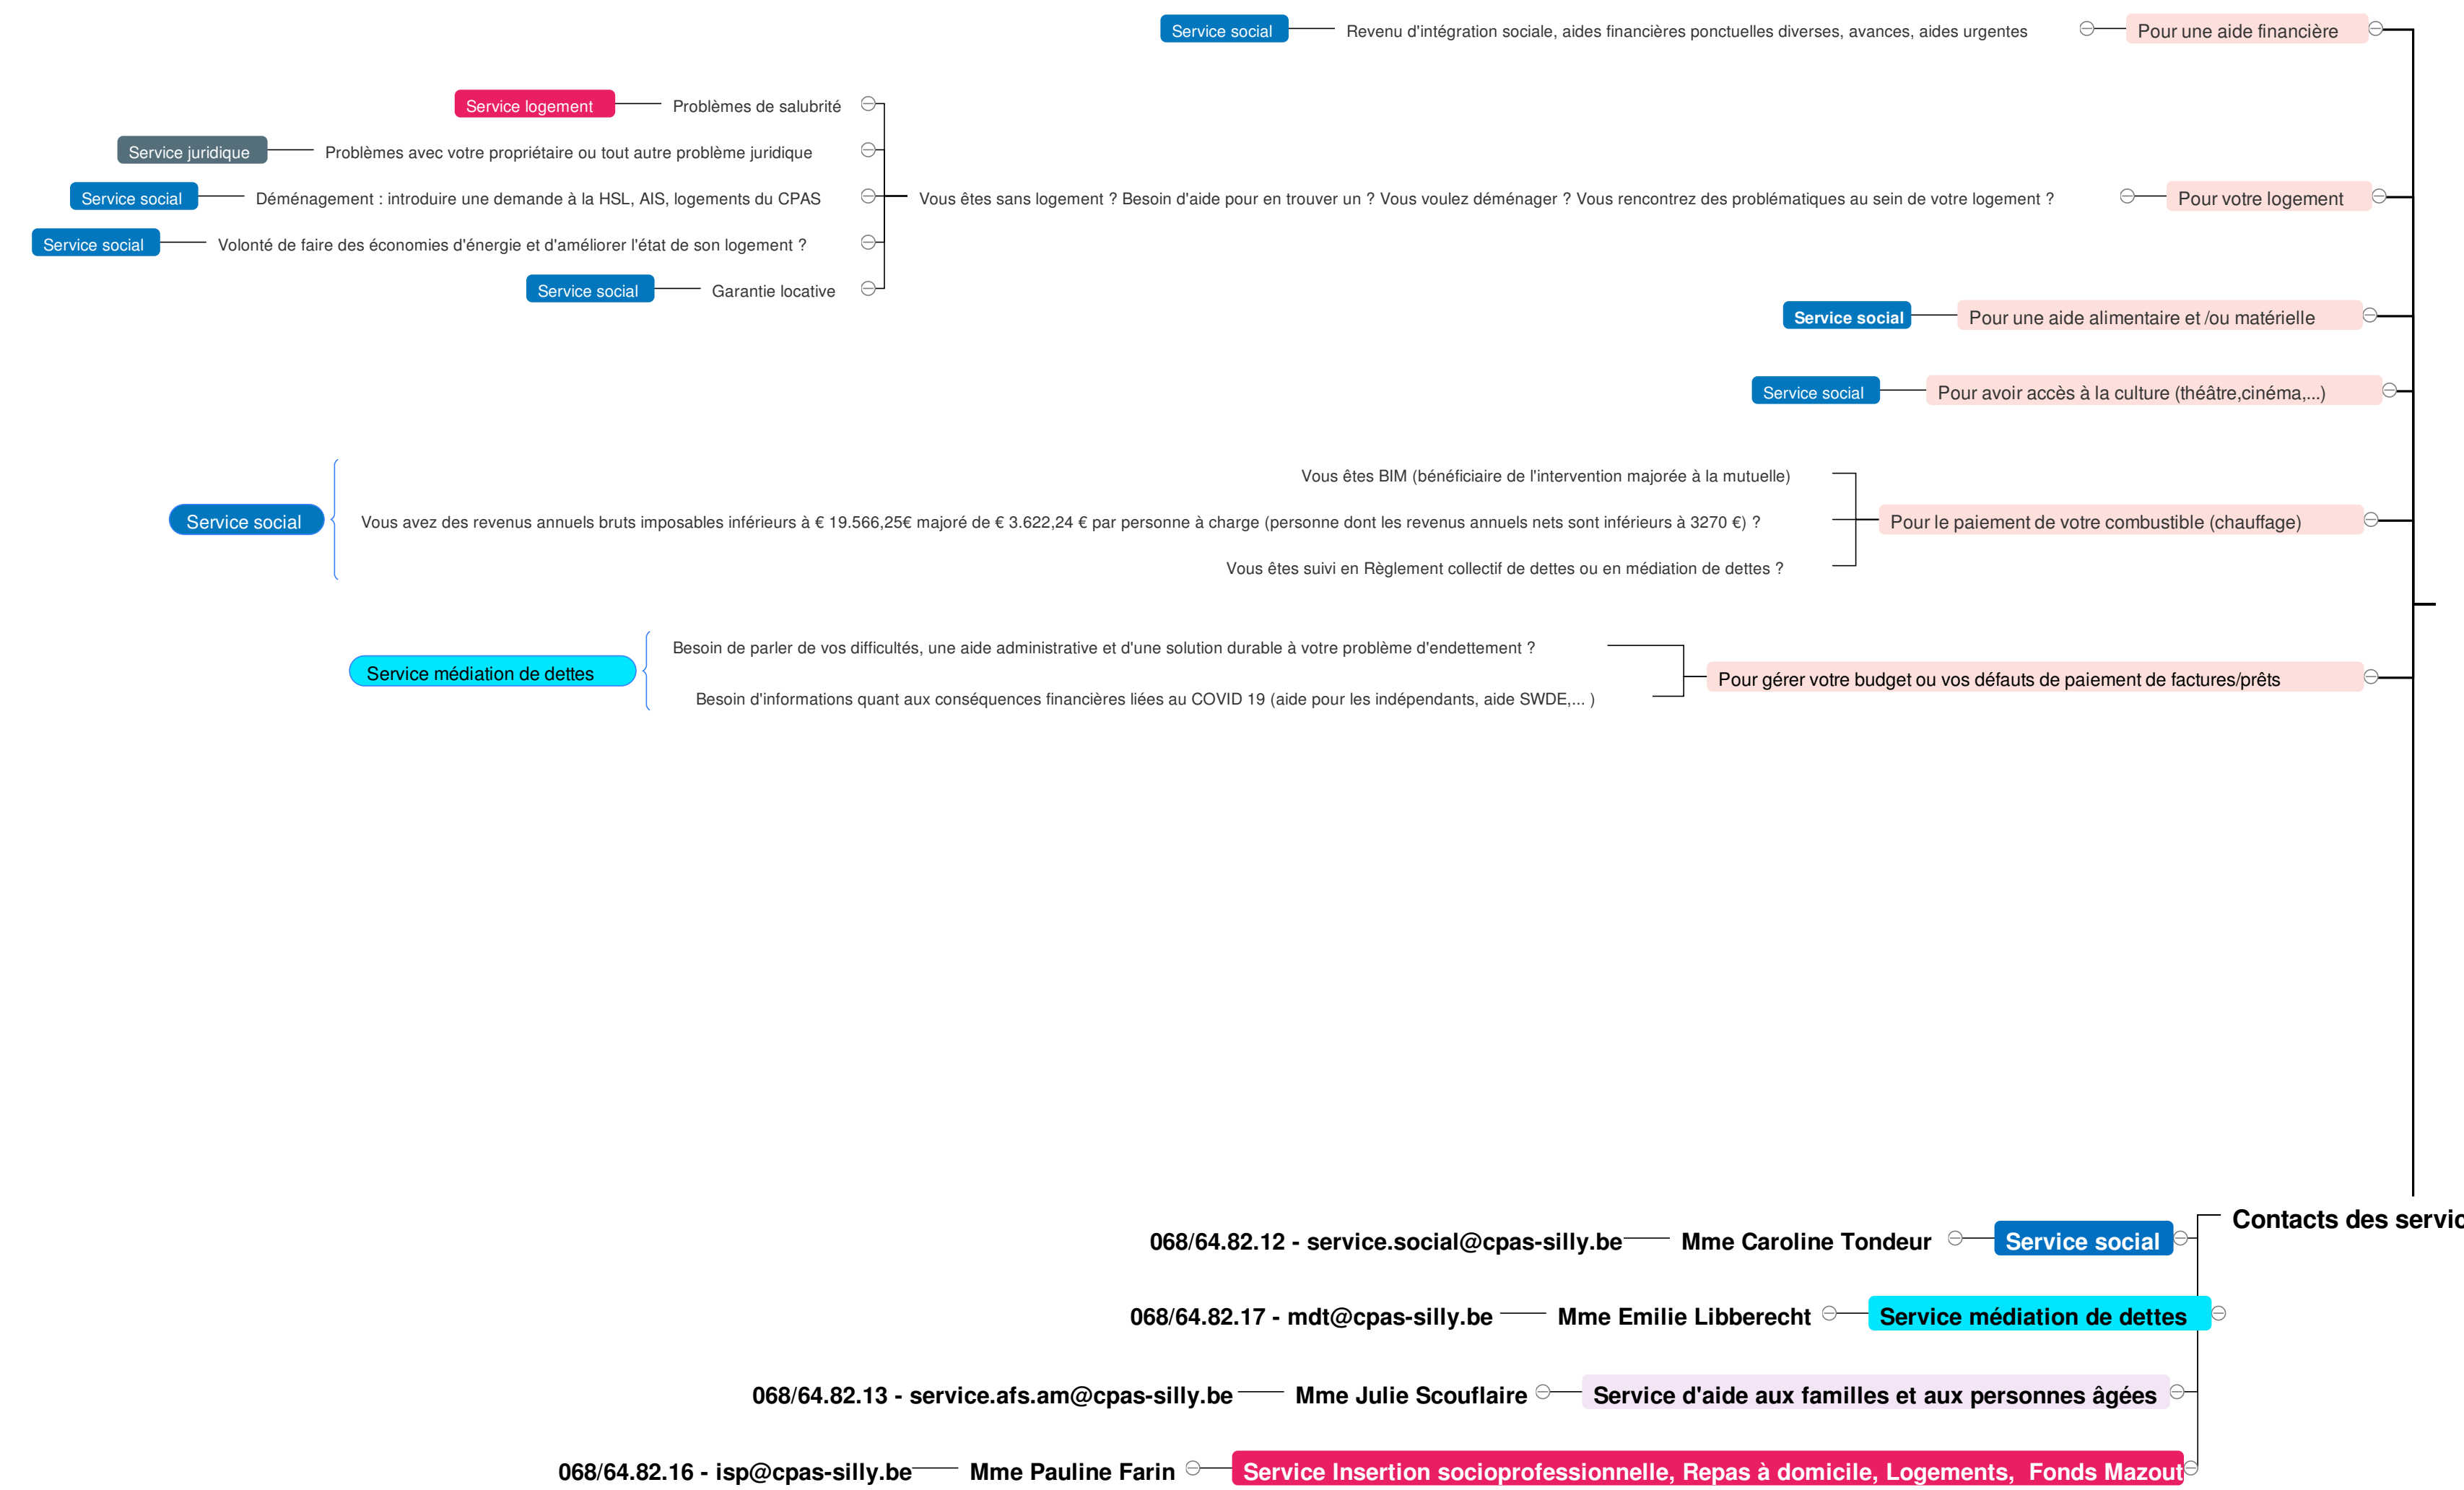 Service social Revenu d'intégration sociale, aides financières ponctuelles diverses, avances, aides urgentes Pour une aide financière
Service logement Problèmes de salubrité
Service juridique Problèmes avec votre propriétaire ou tout autre problème juridique
Service social Déménagement : introduire une demande à la HSL, AIS, logements du CPAS Vous êtes sans logement ? Besoin d'aide pour en trouver un ? Vous voulez déménager ? Vous rencontrez des problématiques au sein de votre logement ? Pour votre logement
Service social Volonté de faire des économies d'énergie et d'améliorer l'état de son logement ?
Service social Garantie locative
Service social Pour une aide alimentaire et /ou matérielle
Service social Pour avoir accès à la culture (théâtre,cinéma,...)
Vous êtes BIM (bénéficiaire de l'intervention majorée à la mutuelle)
Service social Vous avez des revenus annuels bruts imposables inférieurs à € 19.566,25€ majoré de € 3.622,24 € par personne à charge (personne dont les revenus annuels nets sont inférieurs à 3270 €) ? Pour le paiement de votre combustible (chauffage)
Vous êtes suivi en Règlement collectif de dettes ou en médiation de dettes ?
Besoin de parler de vos difficultés, une aide administrative et d'une solution durable à votre problème d'endettement ?
Service médiation de dettes Pour gérer votre budget ou vos défauts de paiement de factures/prêts
Besoin d'informations quant aux conséquences financières liées au COVID 19 (aide pour les indépendants, aide SWDE,... )
Contacts des servic
068/64.82.12 - service.social@cpas-silly.be Mme Caroline Tondeur Service social
068/64.82.17 - mdt@cpas-silly.be Mme Emilie Libberecht Service médiation de dettes
068/64.82.13 - service.afs.am@cpas-silly.be Mme Julie Scouflaire Service d'aide aux familles et aux personnes âgées
068/64.82.16 - isp@cpas-silly.be Mme Pauline Farin Service Insertion socioprofessionnelle, Repas à domicile, Logements, Fonds Mazout